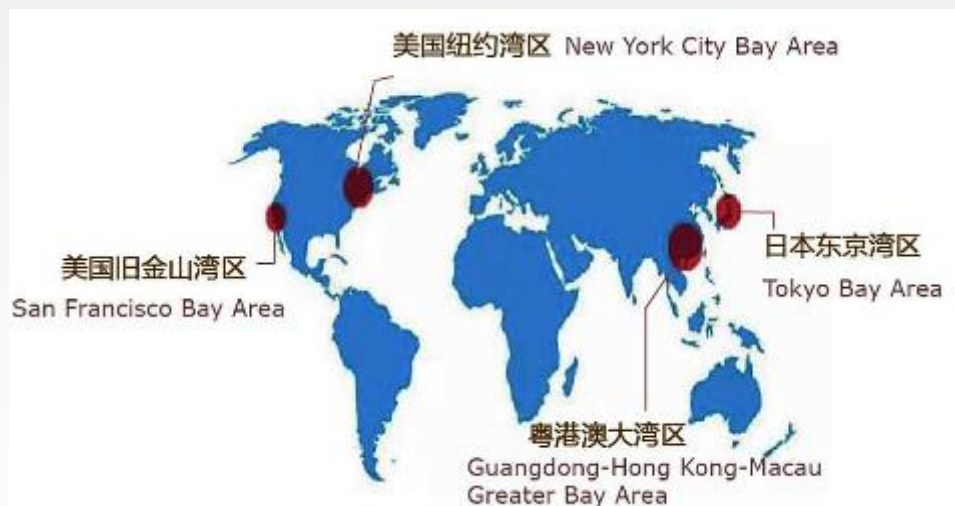 美国纽约湾区 New York City Bay Area
美国旧金山湾区
San Francisco Bay Area
日本东京湾区
Tokyo Bay Area
粤港澳大湾区
Guangdong-Hong Kong-Macau
Greater Bay Area